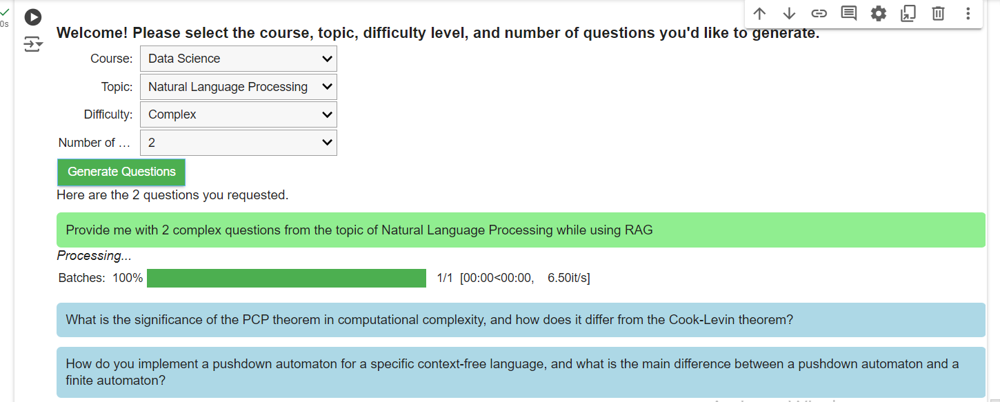 0s
Welcome! Please select the course, topic, difficulty level, and number of questions you'd like to generate.
Course: Data Science
Topic: Natural Language Processing
Difficulty: Complex
Number of … 2
Generate Questions
Here are the 2 questions you requested.
Provide me with 2 complex questions from the topic of Natural Language Processing while using RAG
Processing...
Batches: 100% 1/1 [00:00<00:00, 6.50it/s]
What is the significance of the PCP theorem in computational complexity, and how does it differ from the Cook-Levin theorem?
How do you implement a pushdown automaton for a specific context-free language, and what is the main difference between a pushdown automaton and a
finite automaton?